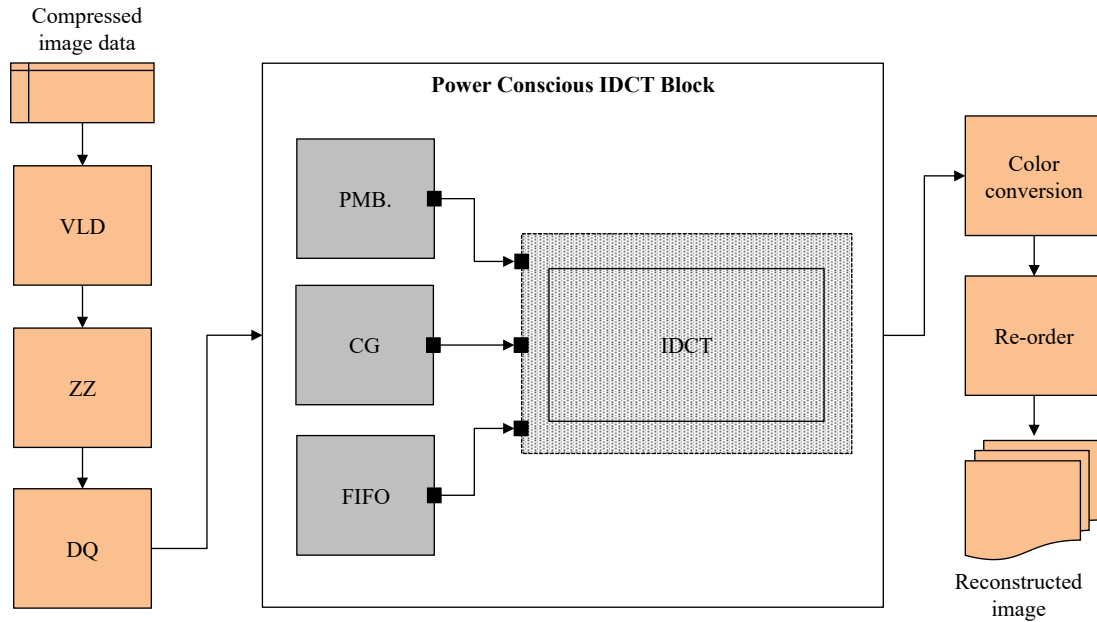 Compressed
image data
VLD
ZZ
DQ
Power Conscious IDCT Block
PMB.
CG
FIFO
IDCT
Color
conversion
Re-order
Reconstructed
image